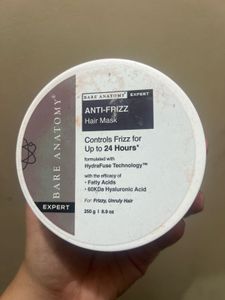 BARE ANATOMY® EXPERT
ANTI-FRIZZ
Hair Mask
Controls Frizz for
Up to 24 Hours*
formulated with
HydraFuse Technology™
with the efficacy of
• Fatty Acids
• 60KDa Hyaluronic Acid
For: Frizzy, Unruly Hair
250 g | 8.8 oz
BARE ANATOMY®
EXPERT